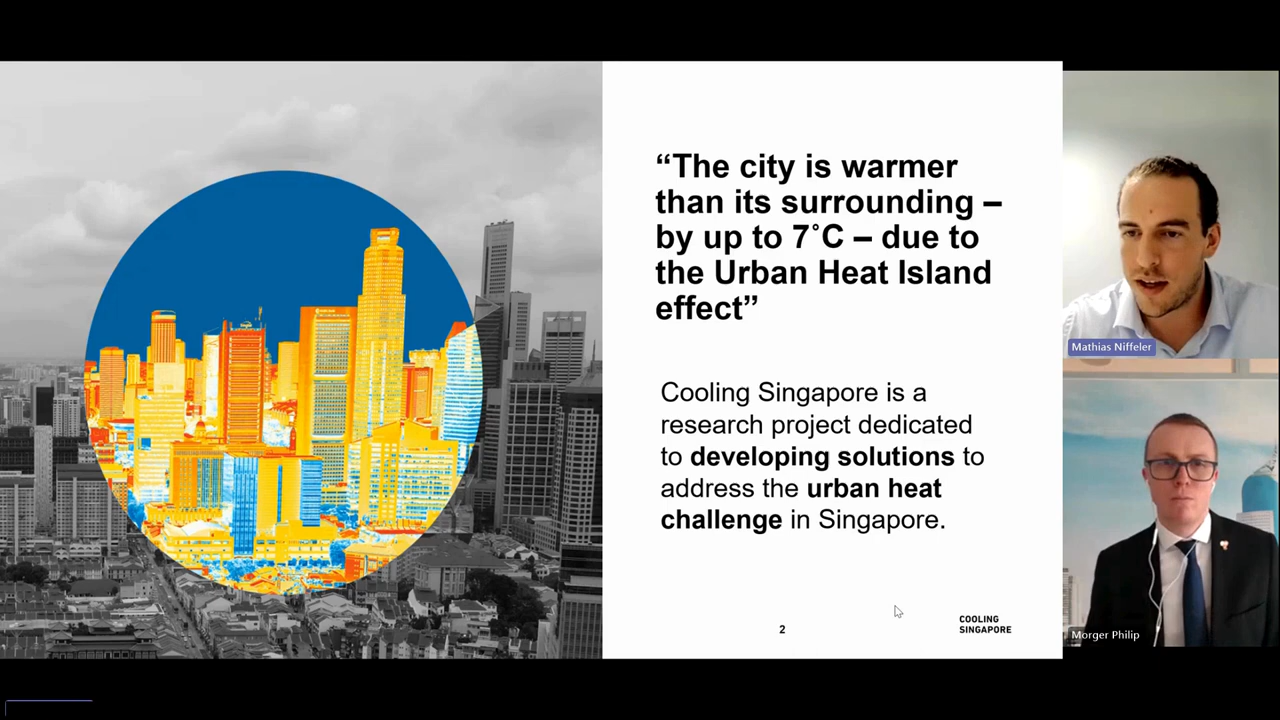 “The city is warmer
than its surrounding –
by up to 7˚C – due to
the Urban Heat Island
effect”
Cooling Singapore is a
research project dedicated
to developing solutions to
address the urban heat
challenge in Singapore.
2
COOLING
SINGAPORE
Mathias Niffeler
Morger Philip